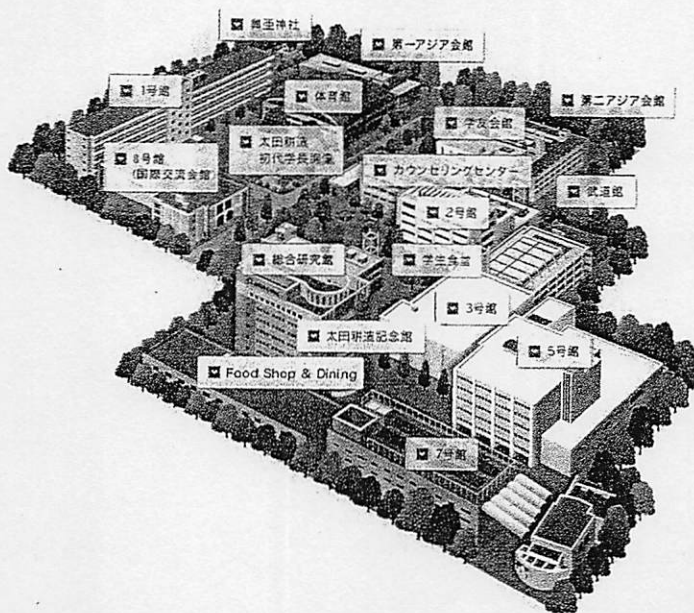 興亜神社
第一アジア会館
1号館
体育館
第二アジア会館
学友会館
太田耕造
初代学長胸像
8号館
(国際交流会館)
カウンセリングセンター
武道館
2号館
総合研究館
学生食堂
3号館
太田耕造記念館
5号館
Food Shop & Dining
7号館